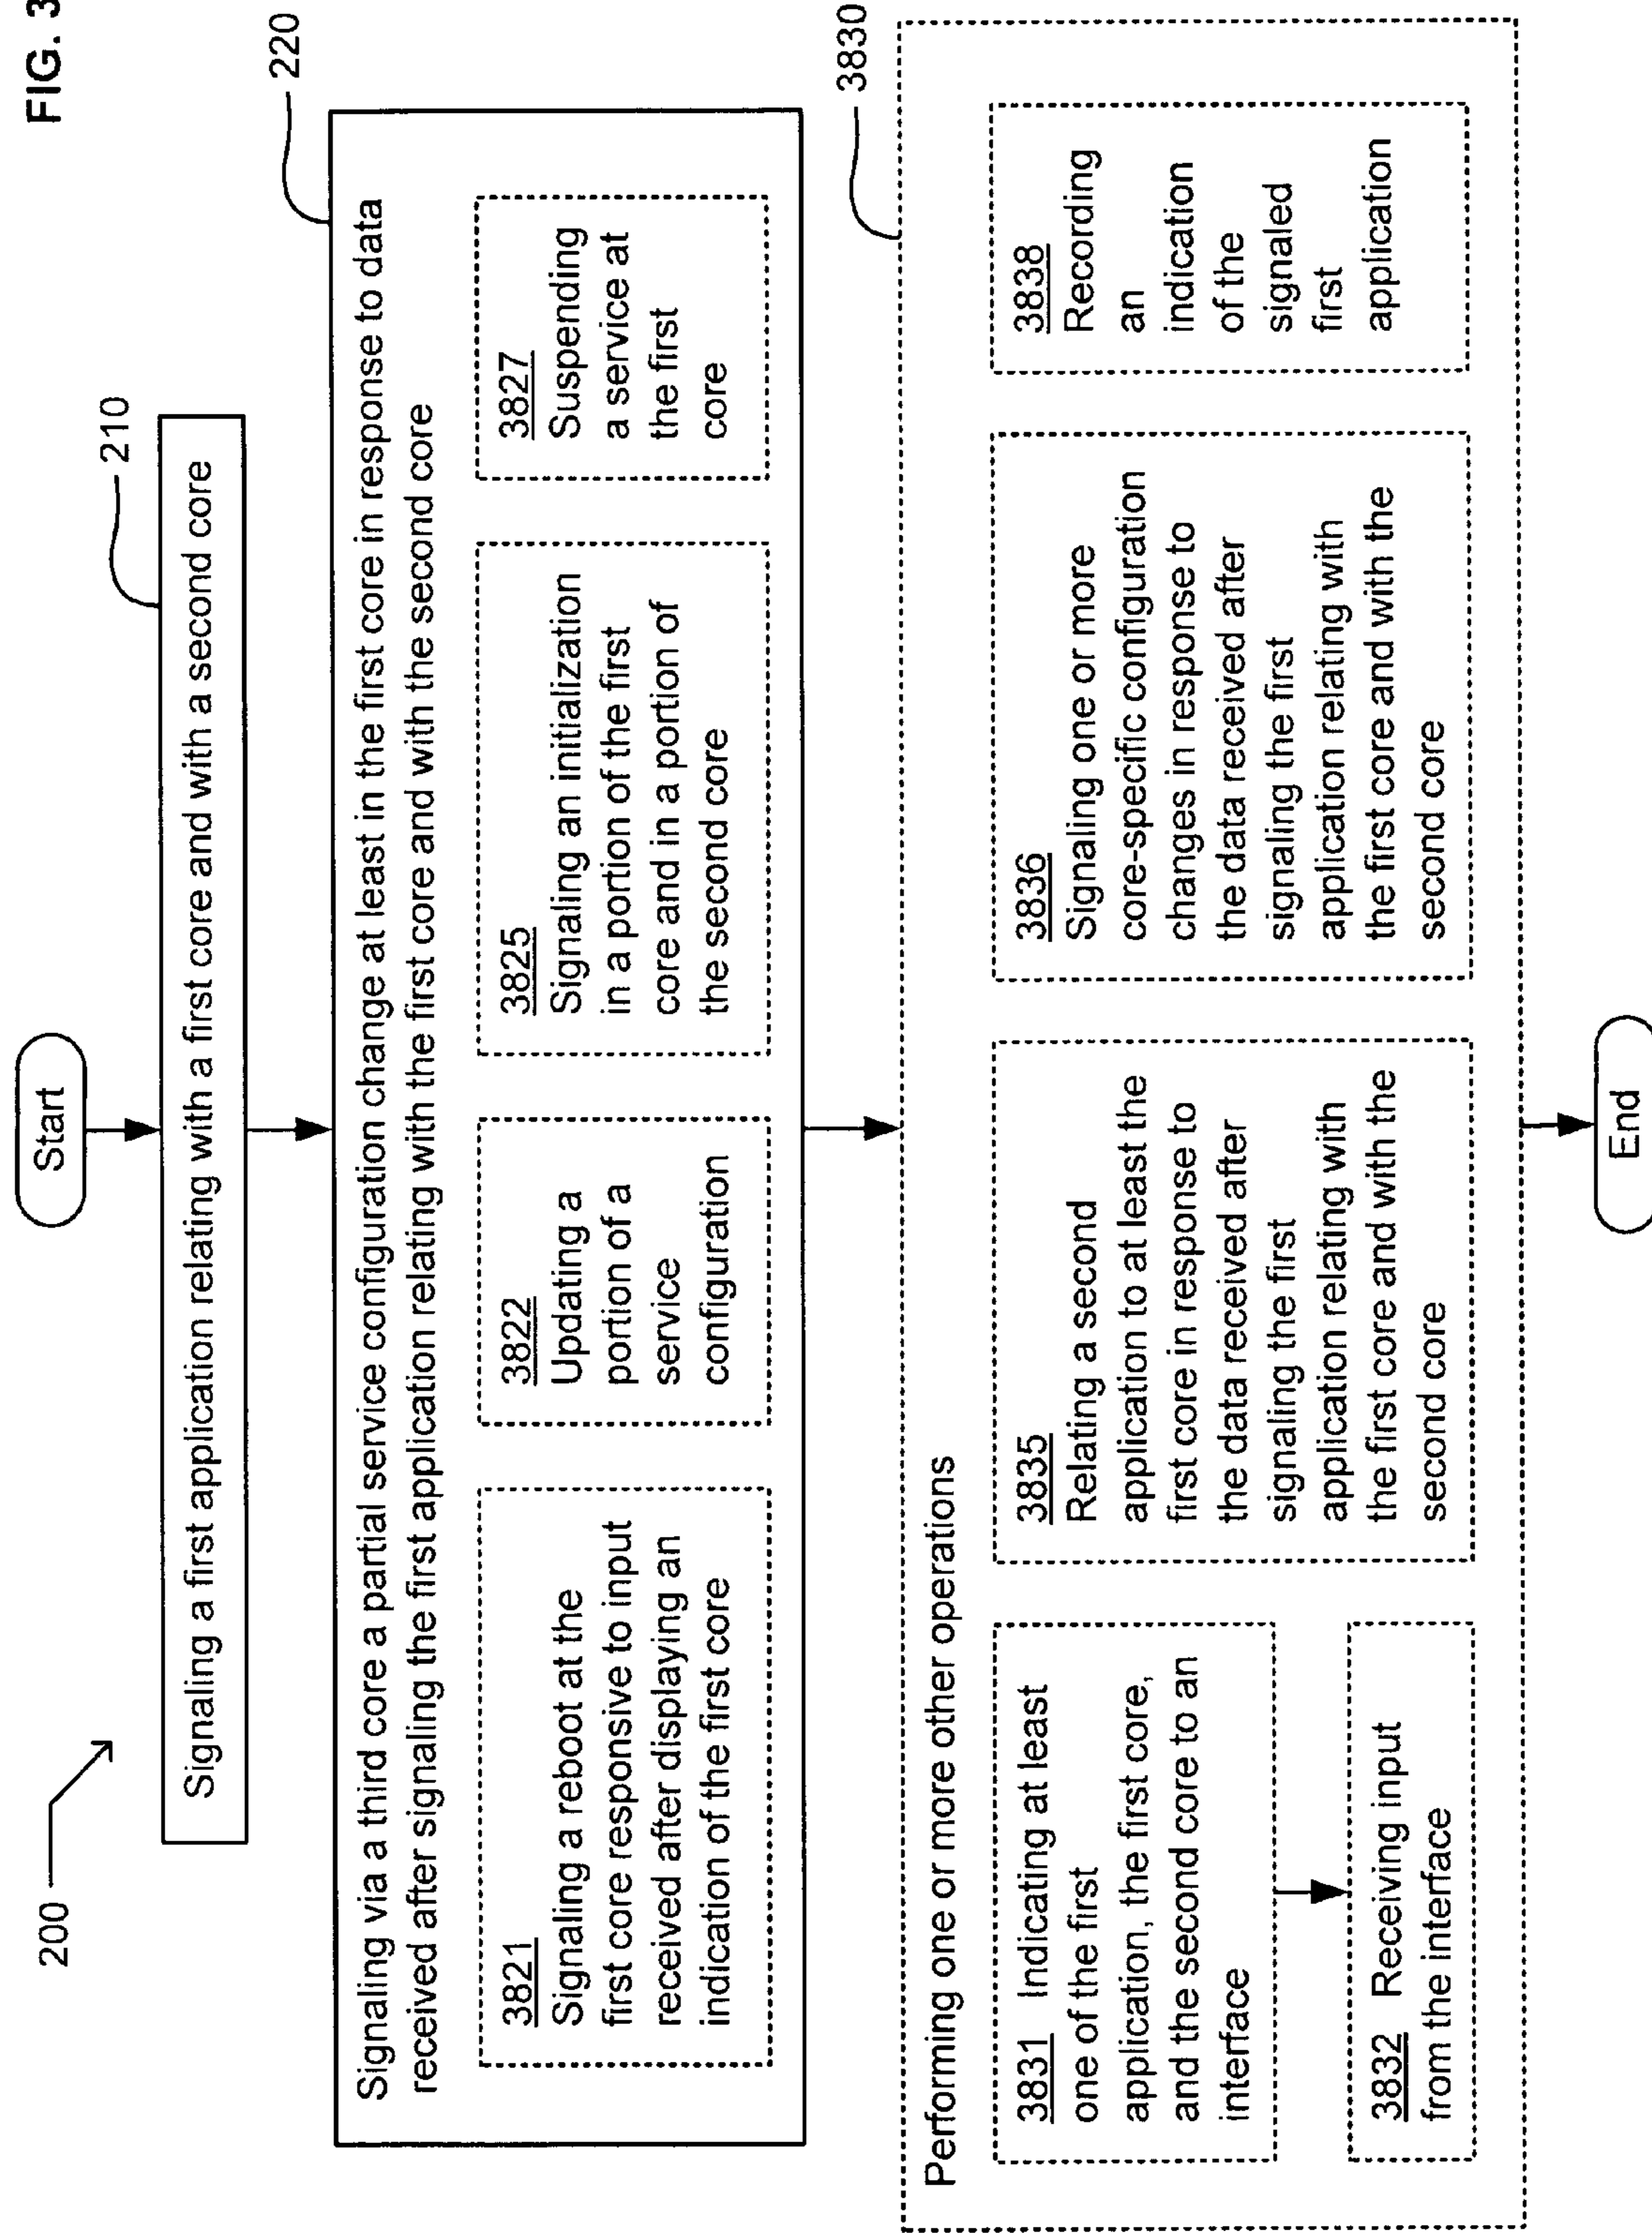 FIG. 3
200
Start
210
Signaling a first application relating with a first core and with a second core
220
Signaling via a third core a partial service configuration change at least in the first core in response to data
received after signaling the first application relating with the first core and with the second core
3821
Signaling a reboot at the
first core responsive to input
received after displaying an
indication of the first core
3822
Updating a
portion of a
service
configuration
3825
Signaling an initialization
in a portion of the first
core and in a portion of
the second core
3827
Suspending
a service at
the first
core
3830
Performing one or more other operations
3831 Indicating at least
one of the first
application, the first core,
and the second core to an
interface
3832 Receiving input
from the interface
3835
Relating a second
application to at least the
first core in response to
the data received after
signaling the first
application relating with
the first core and with the
second core
3836
Signaling one or more
core-specific configuration
changes in response to
the data received after
signaling the first
application relating with
the first core and with the
second core
3838
Recording
an
indication
of the
signaled
first
application
End